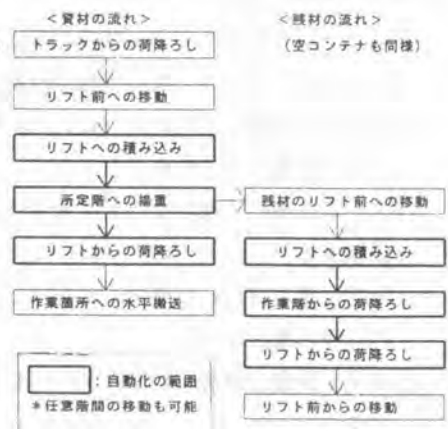 ＜資材の流れ＞
トラックからの荷降ろし
リフト前への移動
リフトへの積み込み
所定階への揚重
リフトからの荷降ろし
作業箇所への水平搬送
：自動化の範囲
＊任意階間の移動も可能
＜残材の流れ＞
（空コンテナも同様）
残材のリフト前への移動
リフトへの積み込み
作業階からの荷降ろし
リフトからの荷降ろし
リフト前からの移動